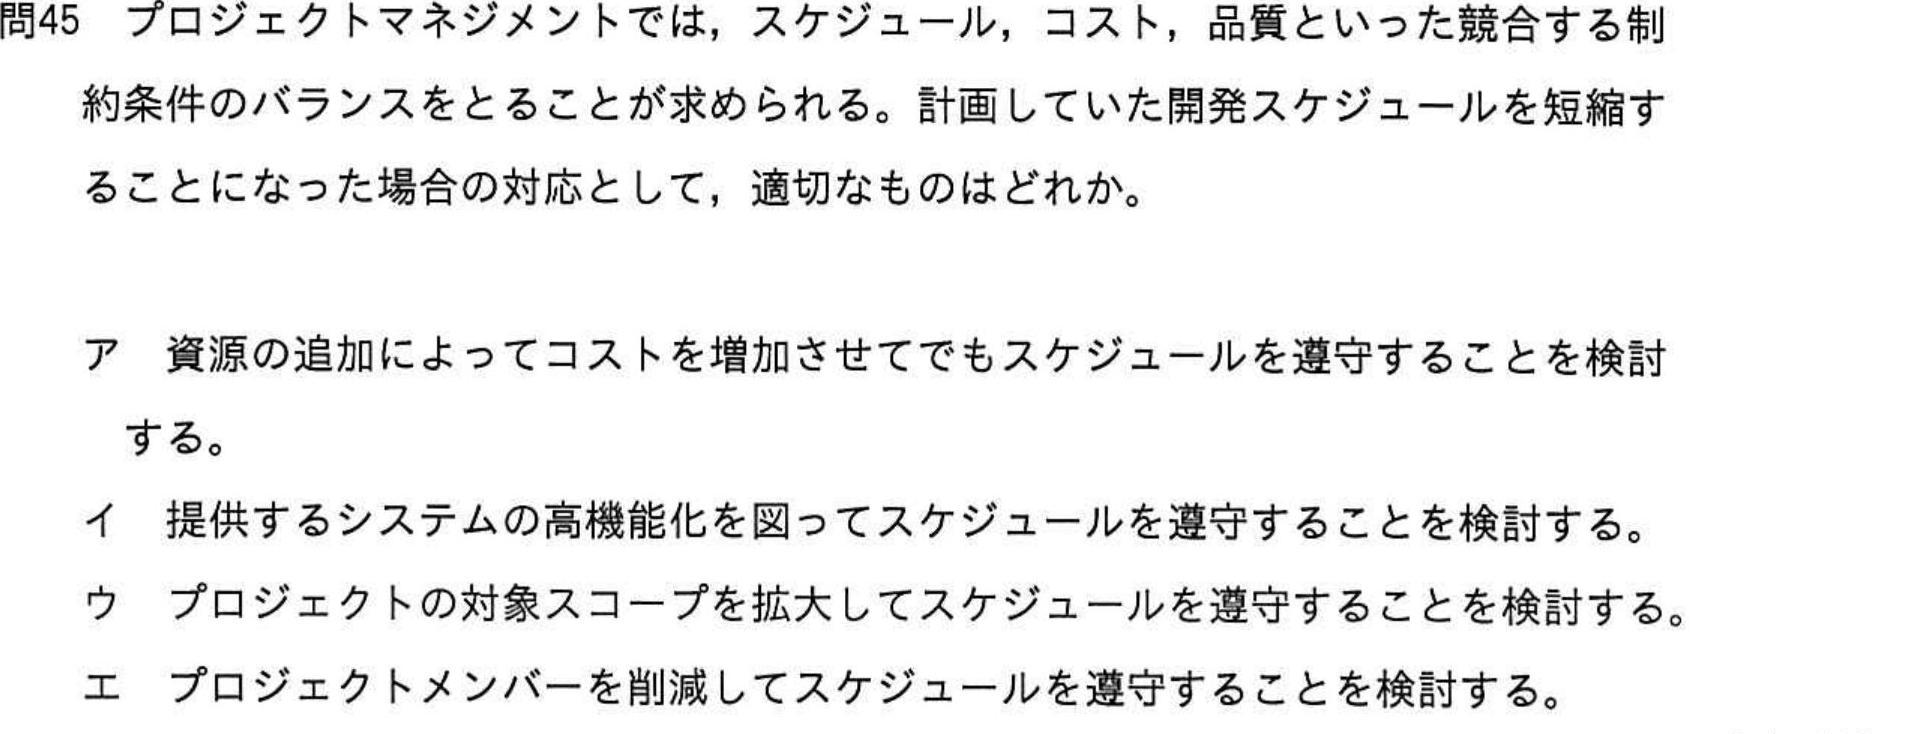 問45　プロジェクトマネジメントでは，スケジュール，コスト，品質といった競合する制
約条件のバランスをとることが求められる。計画していた開発スケジュールを短縮す
ることになった場合の対応として，適切なものはどれか。
ア　資源の追加によってコストを増加させてでもスケジュールを遵守することを検討
する。
イ　提供するシステムの高機能化を図ってスケジュールを遵守することを検討する。
ウ　プロジェクトの対象スコープを拡大してスケジュールを遵守することを検討する。
エ　プロジェクトメンバーを削減してスケジュールを遵守することを検討する。